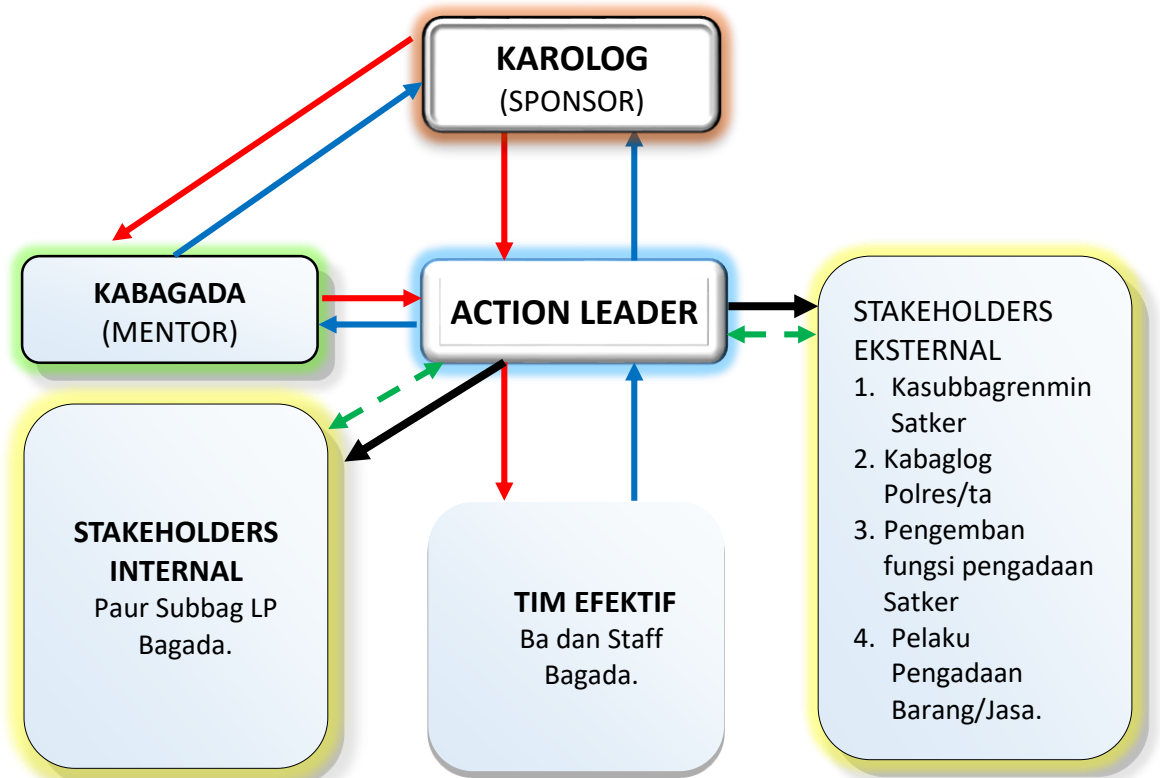 KAROLOG
(SPONSOR)
KABAGADA
(MENTOR)
ACTION LEADER
STAKEHOLDERS
EKSTERNAL
1. Kasubbagrenmin
Satker
2. Kabaglog
Polres/ta
3. Pengemban
fungsi pengadaan
Satker
4. Pelaku
Pengadaan
Barang/Jasa.
STAKEHOLDERS
INTERNAL
Paur Subbag LP
Bagada.
TIM EFEKTIF
Ba dan Staff
Bagada.